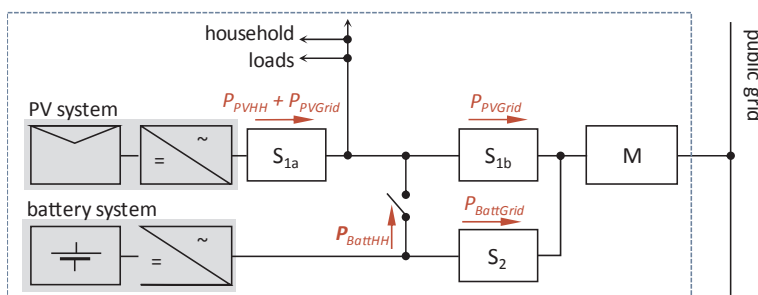 household
loads
public grid
PV system
P_PVHH + P_PVGrid
P_PVGrid
~
=
S_1a
S_1b
M
battery system
P_BattHH
P_BattGrid
~
=
S_2